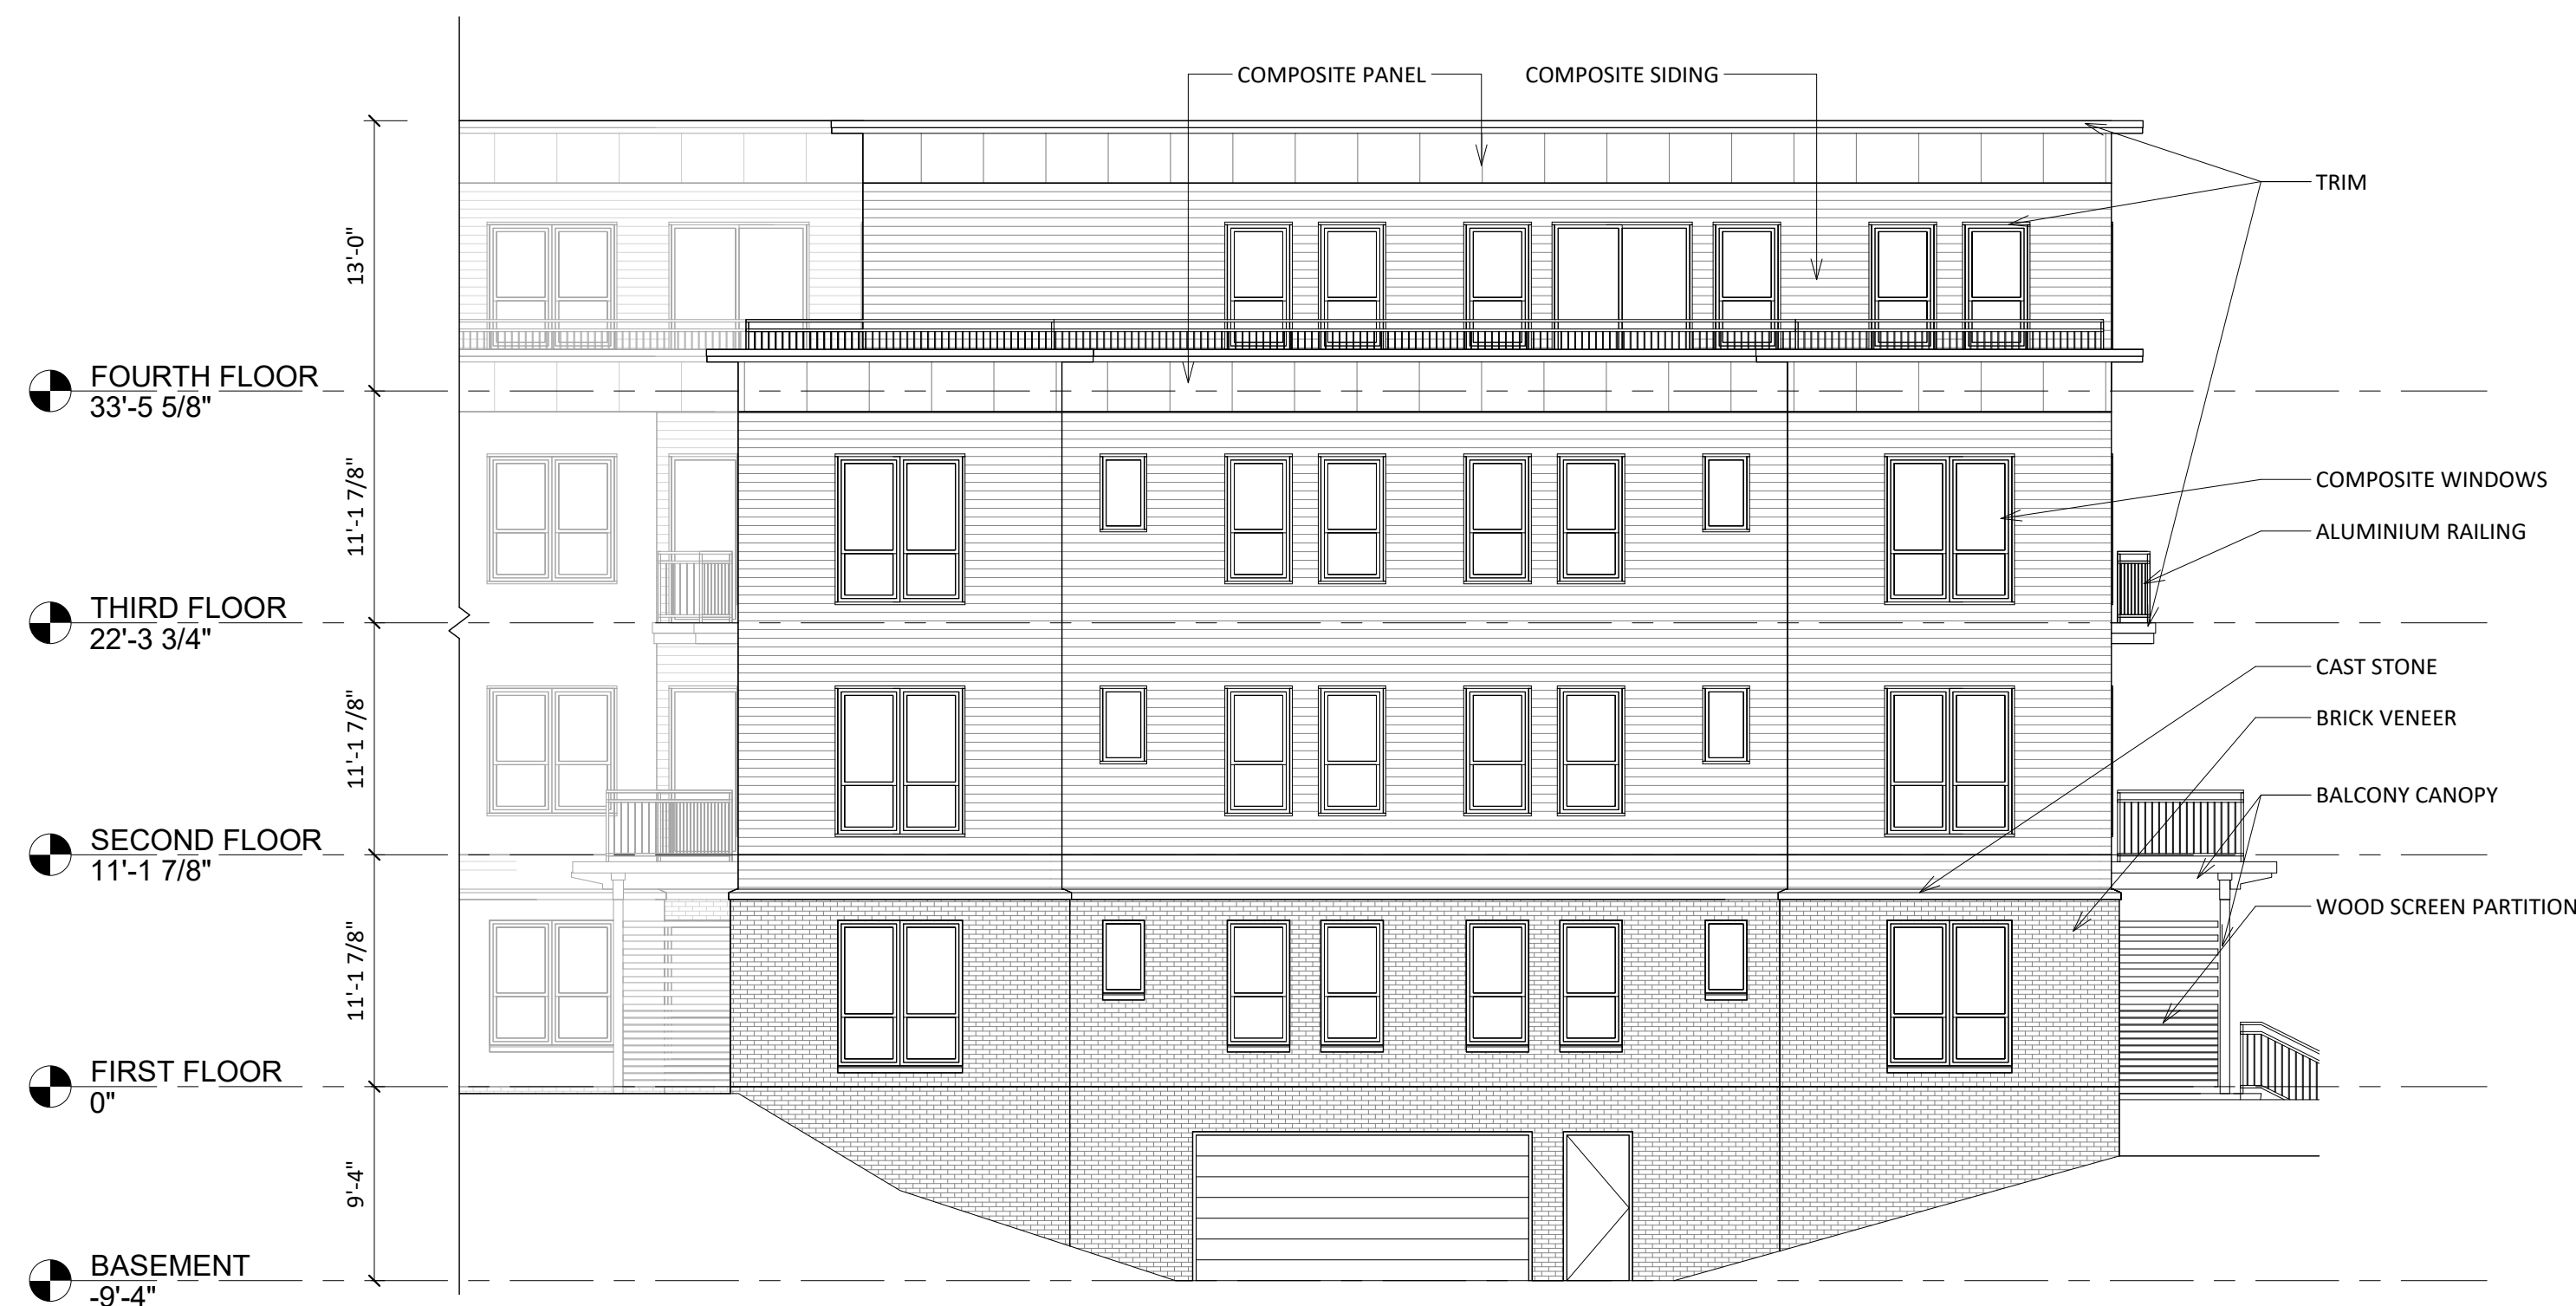 COMPOSITE PANEL
COMPOSITE SIDING
TRIM
13'-0"
FOURTH FLOOR
33'-5 5/8"
11'-1 7/8"
COMPOSITE WINDOWS
ALUMINIUM RAILING
THIRD FLOOR
22'-3 3/4"
CAST STONE
11'-1 7/8"
BRICK VENEER
BALCONY CANOPY
SECOND FLOOR
11'-1 7/8"
WOOD SCREEN PARTITION
11'-1 7/8"
FIRST FLOOR
0"
9'-4"
BASEMENT
-9'-4"